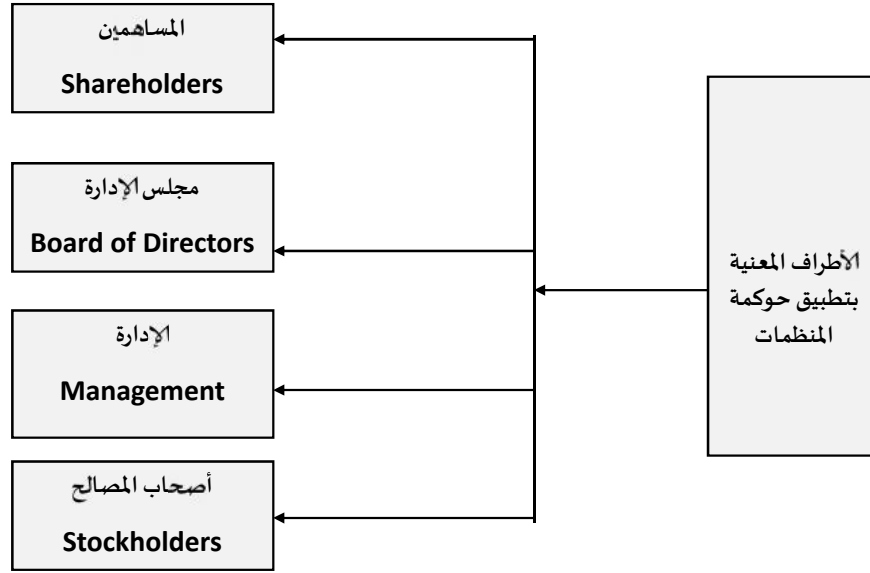 المساهمين
Shareholders
مجلس الإدارة
Board of Directors
الإدارة
Management
أصحاب المصالح
Stockholders
الأطراف المعنية
بتطبيق حوكمة
المنظمات